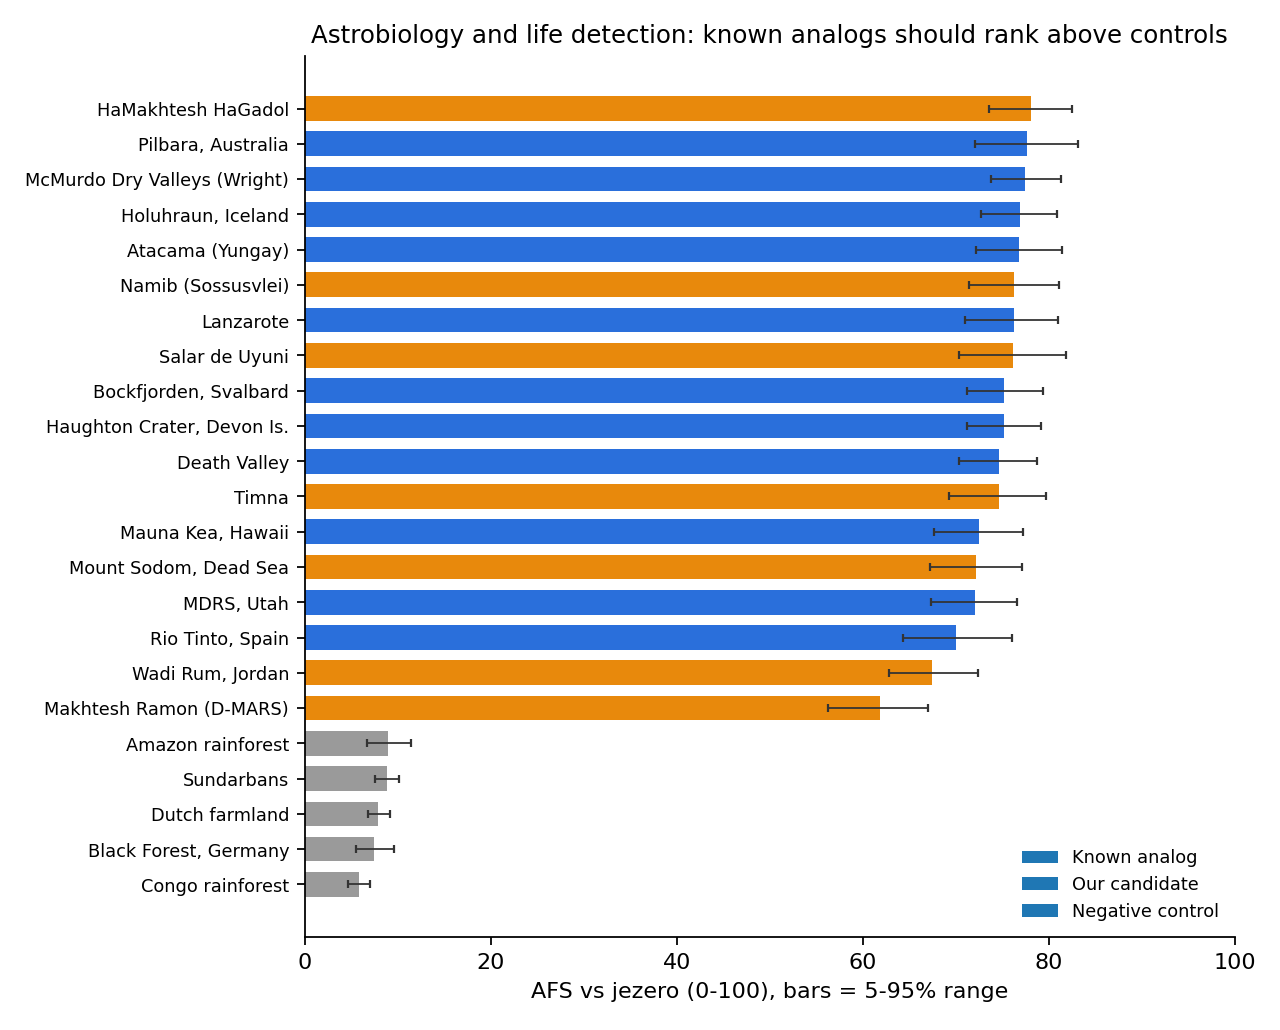 Astrobiology and life detection: known analogs should rank above controls
HaMakhtesh HaGadol
Pilbara, Australia
McMurdo Dry Valleys (Wright)
Holuhraun, Iceland
Atacama (Yungay)
Namib (Sossusvlei)
Lanzarote
Salar de Uyuni
Bockfjorden, Svalbard
Haughton Crater, Devon Is.
Death Valley
Timna
Mauna Kea, Hawaii
Mount Sodom, Dead Sea
MDRS, Utah
Rio Tinto, Spain
Wadi Rum, Jordan
Makhtesh Ramon (D-MARS)
Amazon rainforest
Sundarbans
Dutch farmland
Black Forest, Germany
Congo rainforest
Known analog
Our candidate
Negative control
0 20 40 60 80 100
AFS vs jezero (0-100), bars = 5-95% range